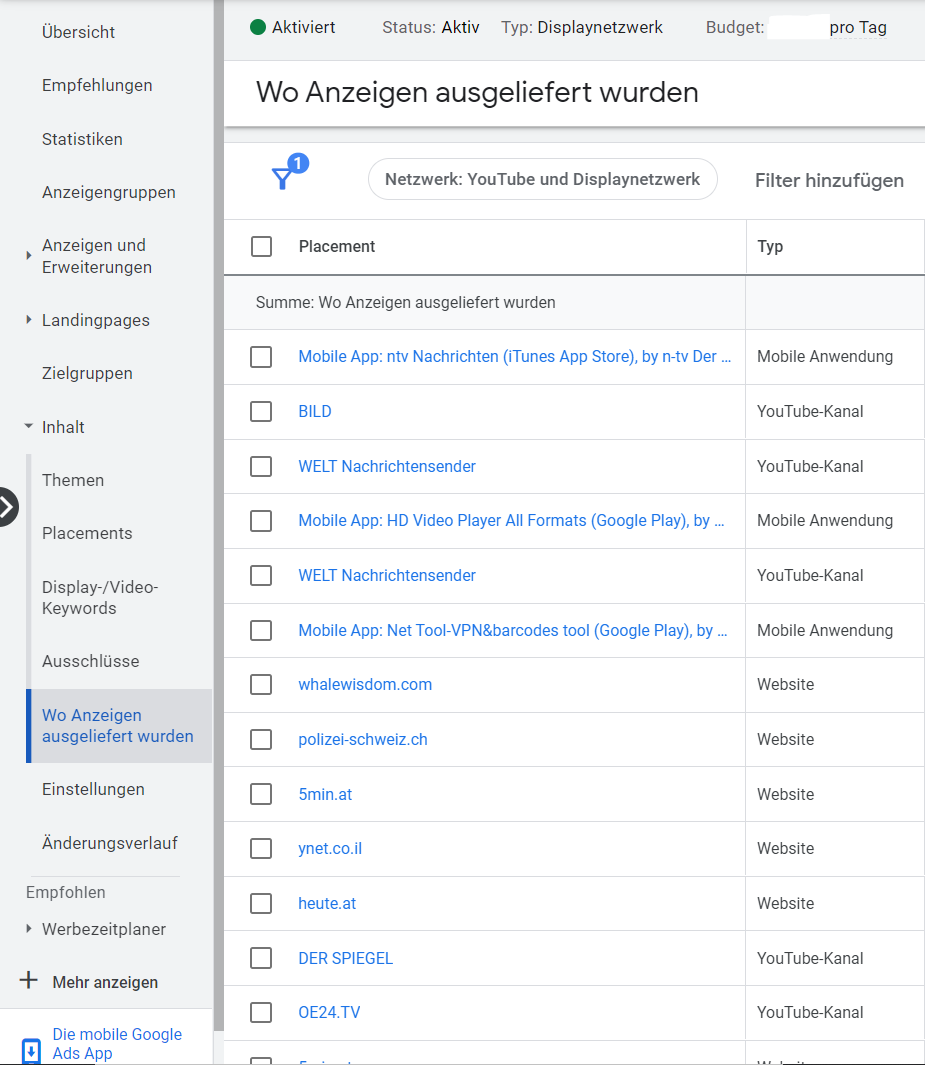 Übersicht
Empfehlungen
Statistiken
Anzeigengruppen
Anzeigen und
Erweiterungen
Landingpages
Zielgruppen
Inhalt
Themen
Placements
Display-/Video-
Keywords
Ausschlüsse
Wo Anzeigen
ausgeliefert wurden
Einstellungen
Änderungsverlauf
Empfohlen
Werbezeitplaner
Mehr anzeigen
Die mobile Google
Ads App
Aktiviert Status: Aktiv Typ: Displaynetzwerk Budget: pro Tag
Wo Anzeigen ausgeliefert wurden
1 Netzwerk: YouTube und Displaynetzwerk Filter hinzufügen
Placement Typ
Summe: Wo Anzeigen ausgeliefert wurden
Mobile App: ntv Nachrichten (iTunes App Store), by n-tv Der ... Mobile Anwendung
BILD YouTube-Kanal
WELT Nachrichtensender YouTube-Kanal
Mobile App: HD Video Player All Formats (Google Play), by ... Mobile Anwendung
WELT Nachrichtensender YouTube-Kanal
Mobile App: Net Tool-VPN&barcodes tool (Google Play), by ... Mobile Anwendung
whalewisdom.com Website
polizei-schweiz.ch Website
5min.at Website
ynet.co.il Website
heute.at Website
DER SPIEGEL YouTube-Kanal
OE24.TV YouTube-Kanal